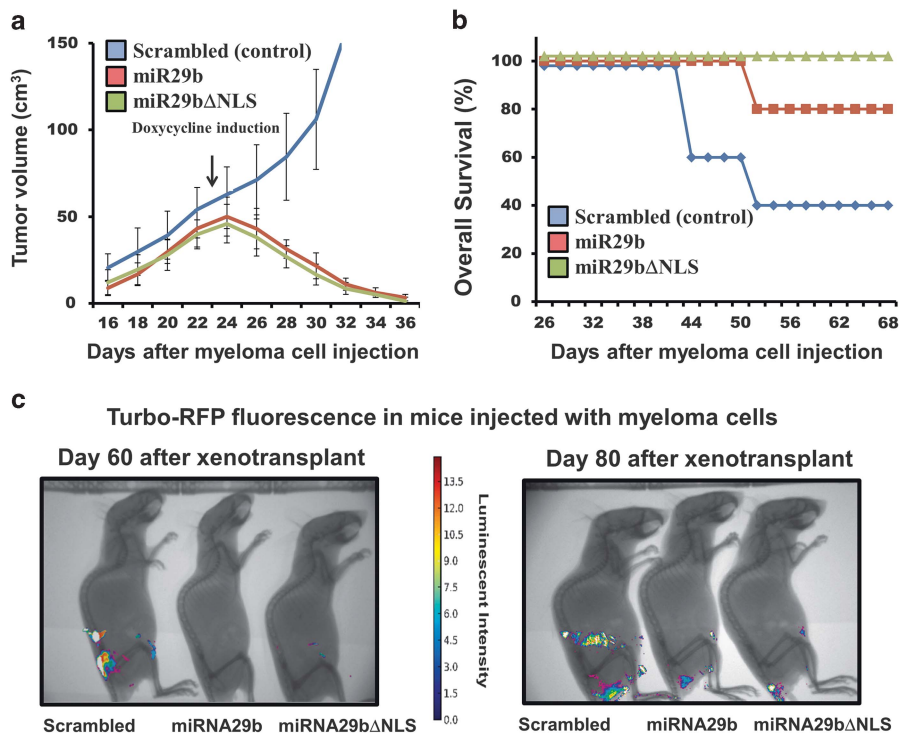 a
Tumor volume (cm³)
150
100
50
0
Scrambled (control)
miR29b
miR29bΔNLS
Doxycycline induction
16 18 20 22 24 26 28 30 32 34 36
Days after myeloma cell injection
b
Overall Survival (%)
100
80
60
40
20
0
Scrambled (control)
miR29b
miR29bΔNLS
26 32 38 44 50 56 62 68
Days after myeloma cell injection
c
Turbo-RFP fluorescence in mice injected with myeloma cells
Day 60 after xenotransplant
Scrambled miRNA29b miRNA29bΔNLS
13.5
12.0
10.5
9.0
7.5
6.0
4.5
3.0
1.5
0.0
Luminescent Intensity
Day 80 after xenotransplant
Scrambled miRNA29b miRNA29bΔNLS